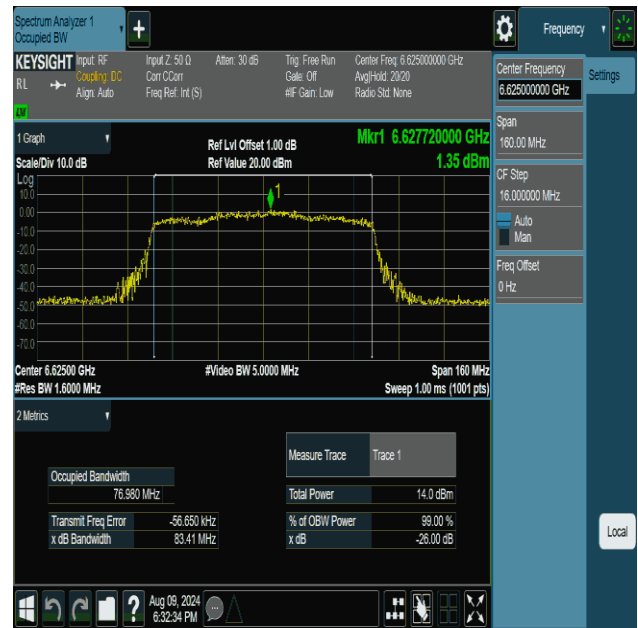 Spectrum Analyzer 1
Occupied BW
Frequency
KEYSIGHT
RL
LW
Input: RF
Coupling: DC
Align: Auto
Input Z: 50 Ω
Corr CCorr
Freq Ref: Int (S)
Atten: 30 dB
Trig: Free Run
Gate: Off
#IF Gain: Low
Center Freq: 6.625000000 GHz
Avg|Hold: 20/20
Radio Std: None
Center Frequency
6.625000000 GHz
Settings
Span
160.00 MHz
CF Step
16.000000 MHz
Auto
Man
Freq Offset
0 Hz
Local
1 Graph
Scale/Div 10.0 dB
Ref Lvl Offset 1.00 dB
Ref Value 20.00 dBm
Mkr1 6.627720000 GHz
1.35 dBm
Log
10.0
0.00
-10.0
-20.0
-30.0
-40.0
-50.0
-60.0
-70.0
1
Center 6.62500 GHz
#Video BW 5.0000 MHz
Span 160 MHz
#Res BW 1.6000 MHz
Sweep 1.00 ms (1001 pts)
2 Metrics
Measure Trace Trace 1
Occupied Bandwidth
76.980 MHz
Total Power 14.0 dBm
Transmit Freq Error -56.650 kHz
% of OBW Power 99.00 %
x dB Bandwidth 83.41 MHz
x dB -26.00 dB
?
Aug 09, 2024
6:32:34 PM